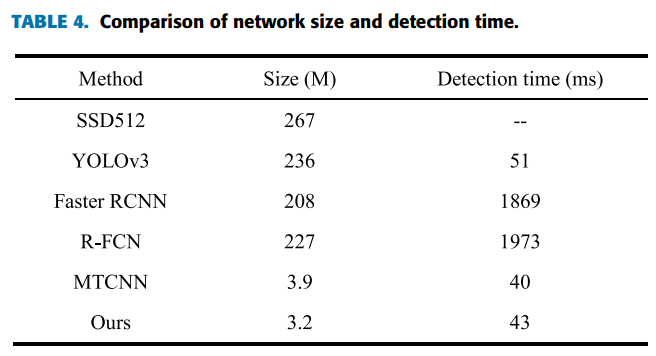 TABLE 4. Comparison of network size and detection time.
Method Size (M) Detection time (ms)
SSD512 267 --
YOLOv3 236 51
Faster RCNN 208 1869
R-FCN 227 1973
MTCNN 3.9 40
Ours 3.2 43